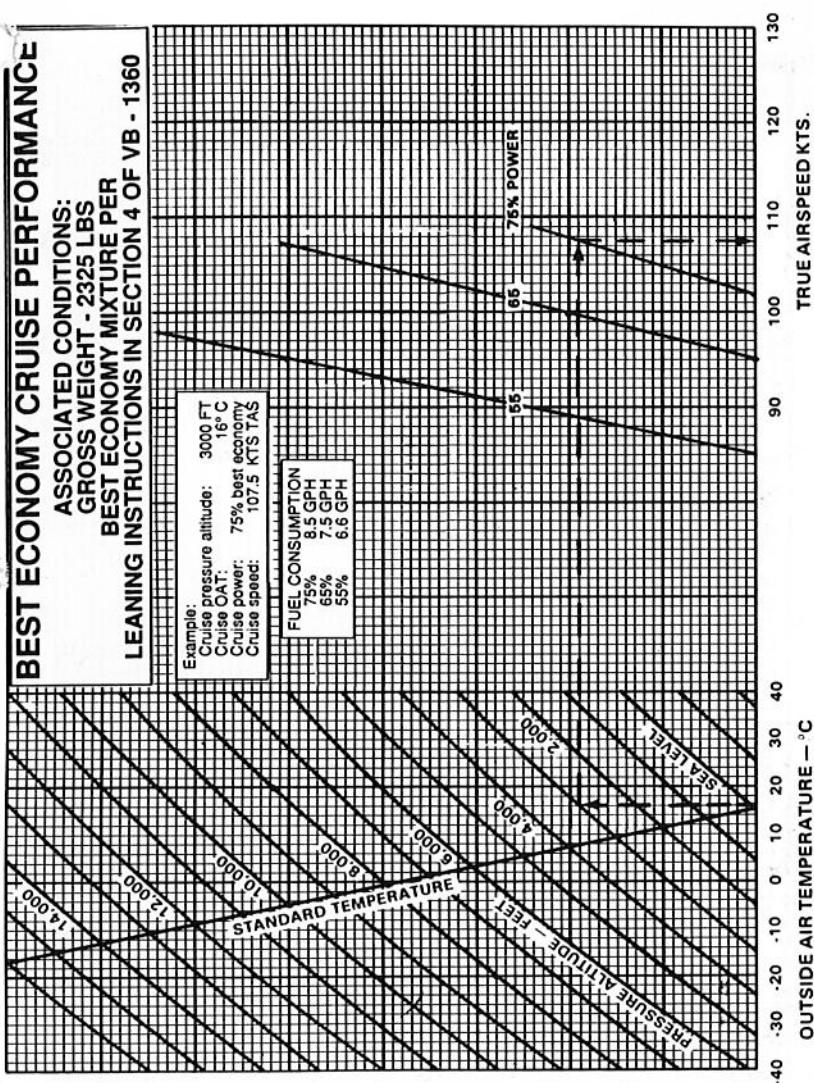 BEST ECONOMY CRUISE PERFORMANCE
ASSOCIATED CONDITIONS:
GROSS WEIGHT - 2325 LBS
BEST ECONOMY MIXTURE PER
LEANING INSTRUCTIONS IN SECTION 4 OF VB - 1360
Example:
Cruise pressure altitude: 3000 FT
Cruise OAT: 16° C
Cruise power: 75% best economy
Cruise speed: 107.5 KTS TAS
FUEL CONSUMPTION
75% 8.5 GPH
65% 7.5 GPH
55% 6.6 GPH
14,000
12,000
10,000
8,000
6,000
4,000
2,000
SEA LEVEL
STANDARD TEMPERATURE
PRESSURE ALTITUDE — FEET
55
65
75% POWER
-40 -30 -20 -10 0 10 20 30 40
OUTSIDE AIR TEMPERATURE — °C
90 100 110 120 130
TRUE AIRSPEED KTS.